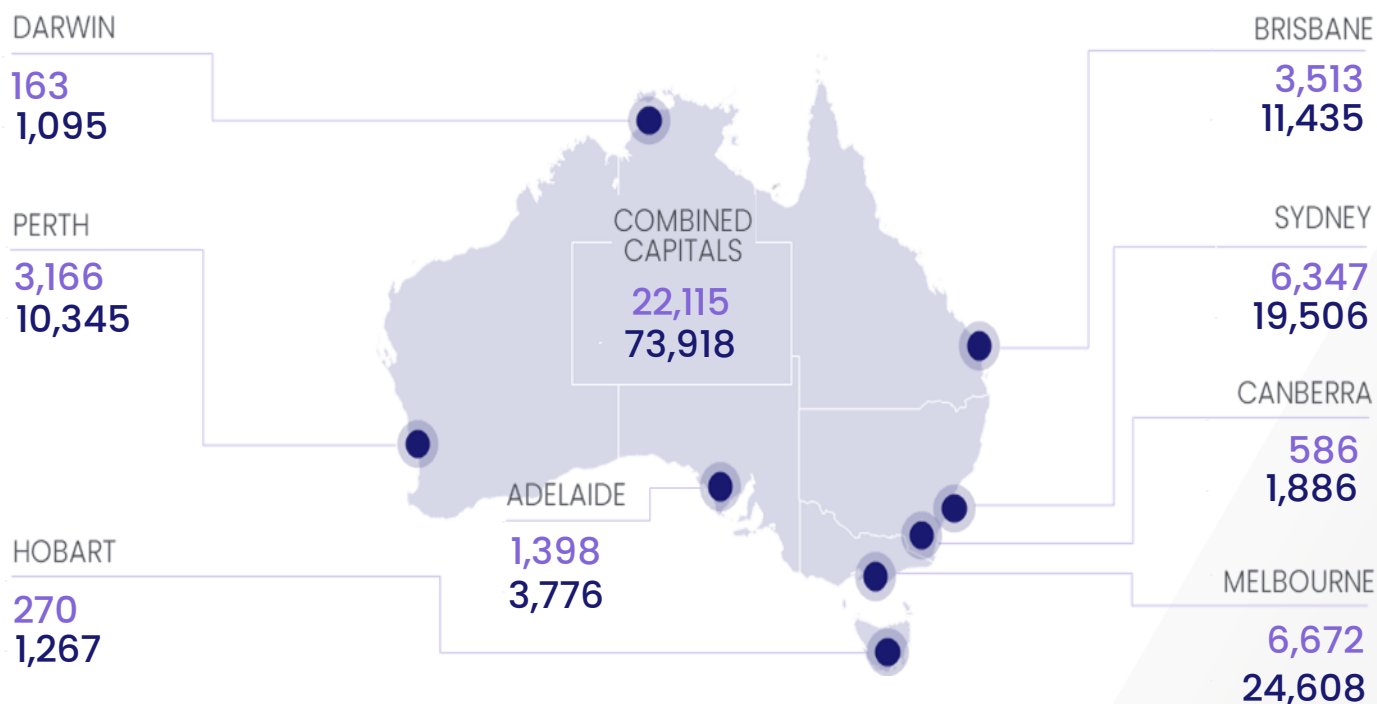 DARWIN
163
1,095
PERTH
3,166
10,345
HOBART
270
1,267
COMBINED
CAPITALS
22,115
73,918
ADELAIDE
1,398
3,776
BRISBANE
3,513
11,435
SYDNEY
6,347
19,506
CANBERRA
586
1,886
MELBOURNE
6,672
24,608